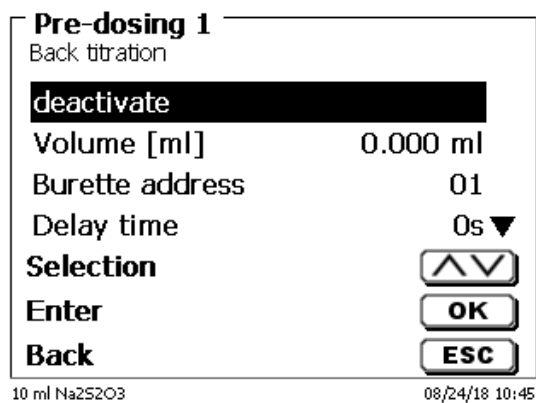 Pre-dosing 1
Back titration
deactivate
Volume [ml] 0.000 ml
Burette address 01
Delay time 0s
Selection
Enter OK
Back ESC
10 ml Na2S2O3 08/24/18 10:45